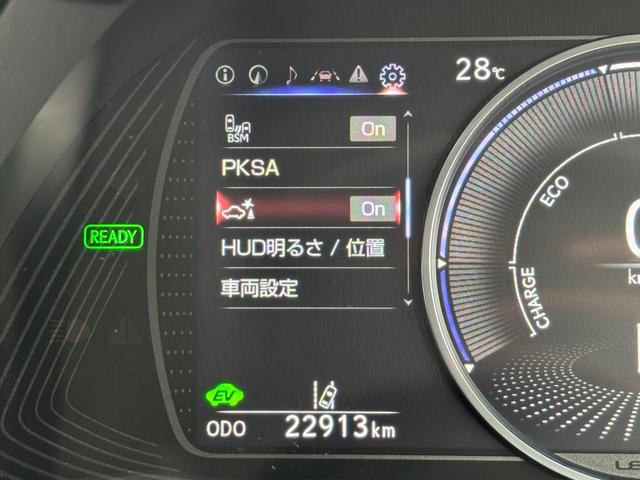 28℃
BSM On
PKSA
On
HUD明るさ / 位置
車両設定
READY
EV
ODO 22913km
ECO
CHARGE